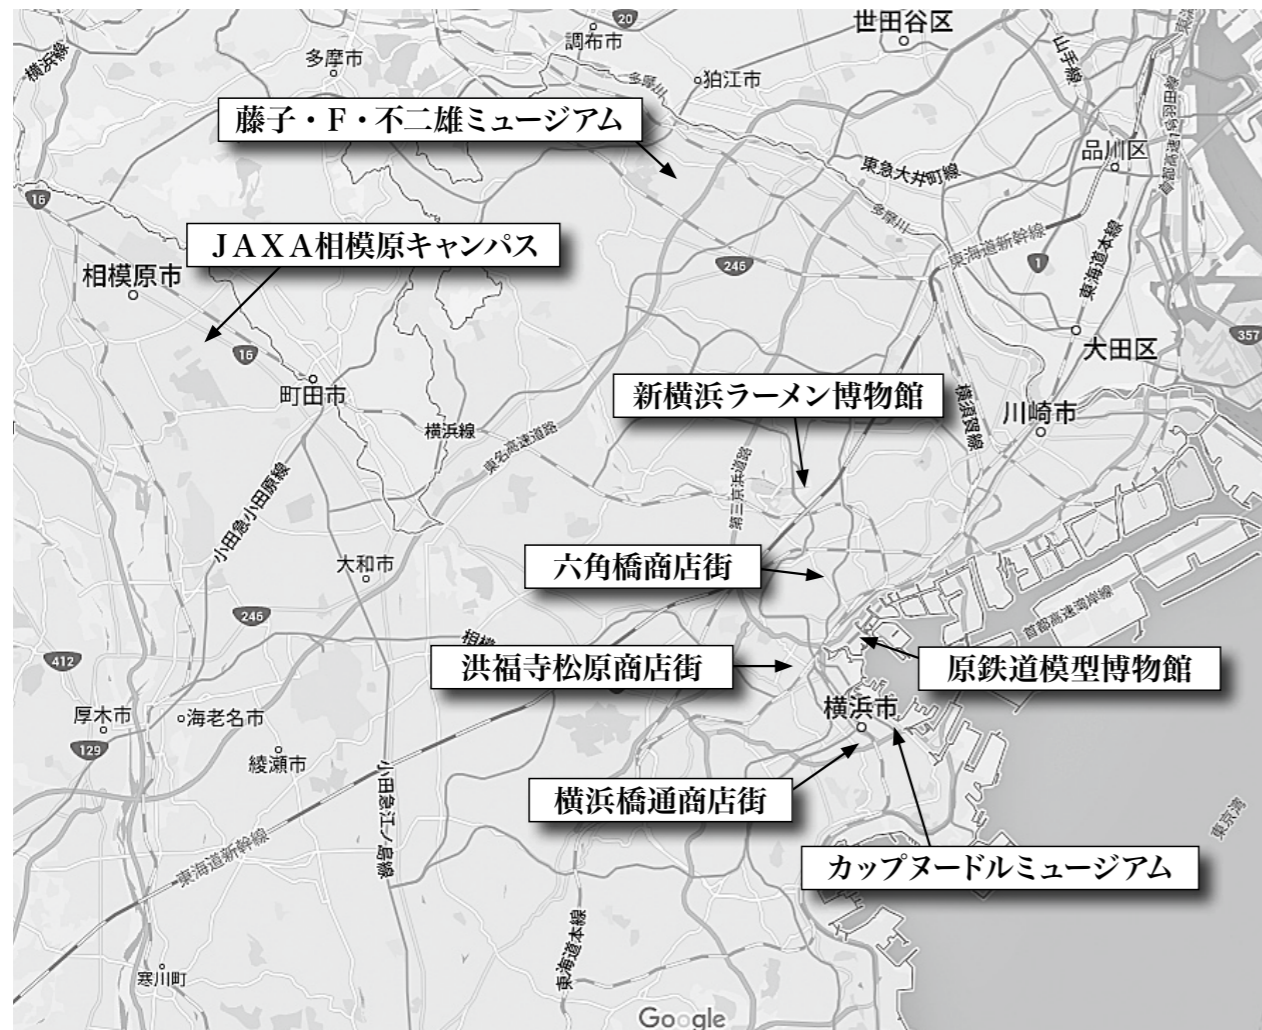 世田谷区
20
調布市
横浜線
多摩市
山手線
多摩川
狛江市
藤子・F・不二雄ミュージアム
品川区
東急大井町線
16
多摩川
JAXA相模原キャンパス
東海道新幹線
246
1
東海道本線
相模原市
357
大田区
16
町田市
新横浜ラーメン博物館
横須賀線
川崎市
横浜線
東名高速道路
第三京浜道路
小田急小田原線
大和市
六角橋商店街
246
首都高速湾岸線
412
洪福寺松原商店街
原鉄道模型博物館
厚木市
海老名市
横浜市
129
綾瀬市
小田急江ノ島線
横浜橋通商店街
東京湾
東海道新幹線
カップヌードルミュージアム
東海道本線
寒川町
Google